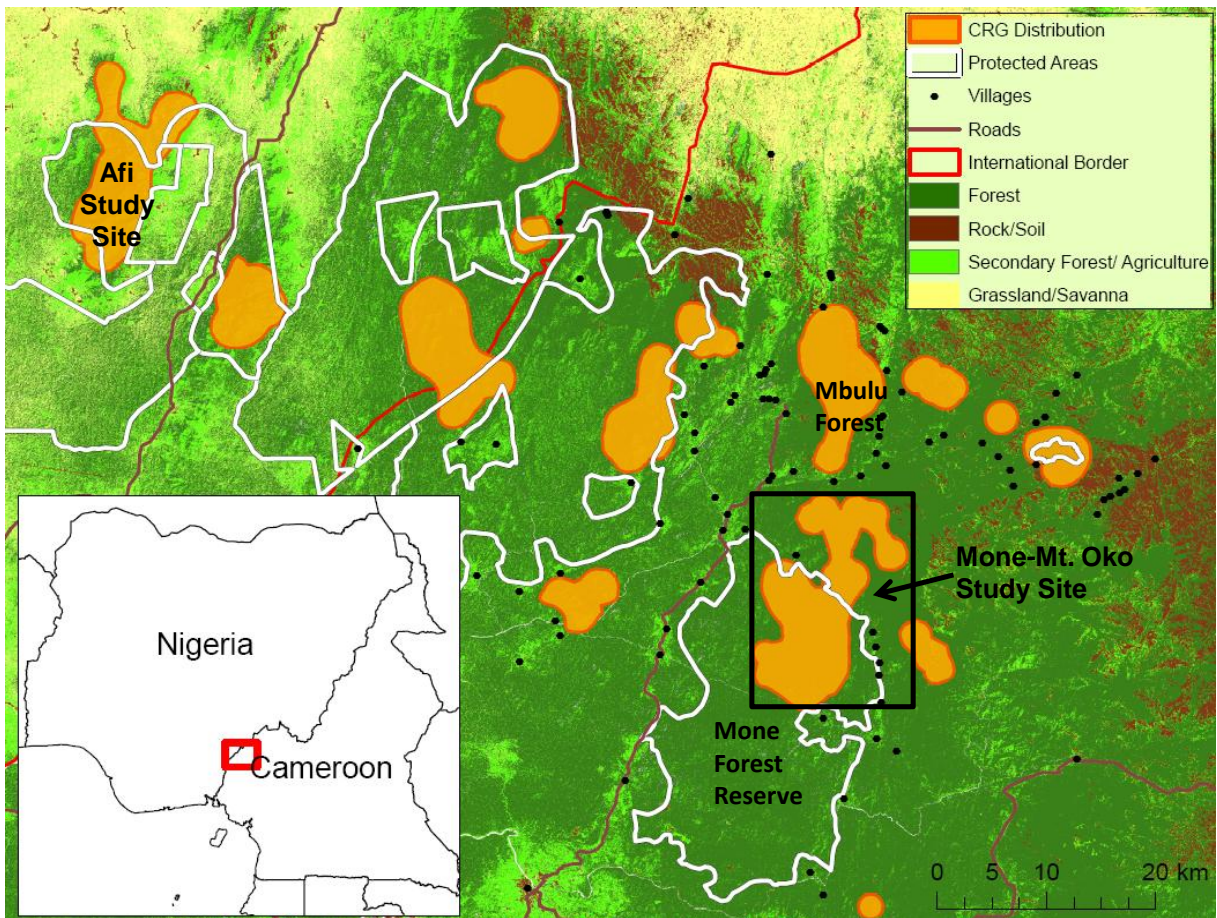 CRG Distribution
Protected Areas
Villages
Roads
International Border
Forest
Rock/Soil
Secondary Forest/ Agriculture
Grassland/Savanna
Afi
Study
Site
Mbulu
Forest
Mone-Mt. Oko
Study Site
Mone
Forest
Reserve
Nigeria
Cameroon
0 5 10 20 km